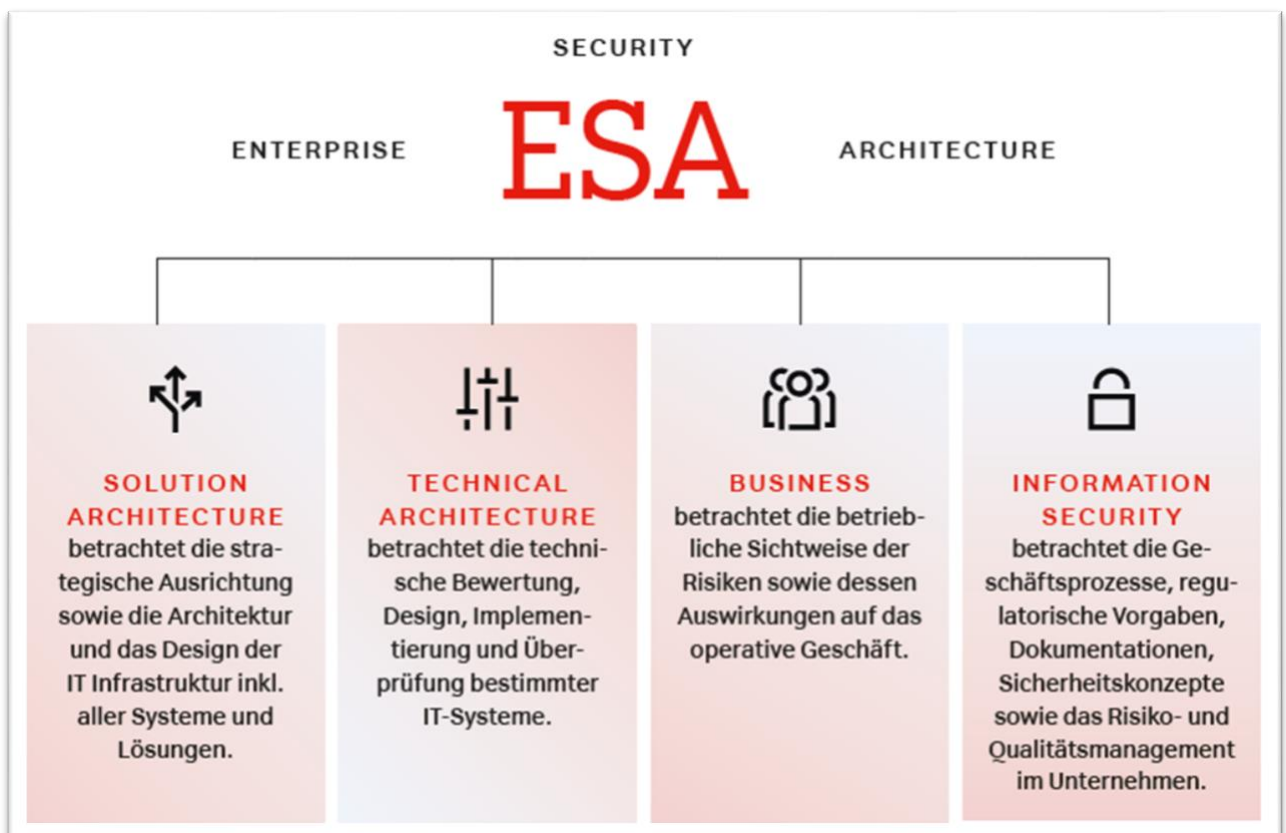 SECURITY
ENTERPRISE
ESA
ARCHITECTURE
SOLUTION
ARCHITECTURE
betrachtet die stra-
tegische Ausrichtung
sowie die Architektur
und das Design der
IT Infrastruktur inkl.
aller Systeme und
Lösungen.
TECHNICAL
ARCHITECTURE
betrachtet die techni-
sche Bewertung,
Design, Implemen-
tierung und Über-
prüfung bestimmter
IT-Systeme.
BUSINESS
betrachtet die betrieb-
liche Sichtweise der
Risiken sowie dessen
Auswirkungen auf das
operative Geschäft.
INFORMATION
SECURITY
betrachtet die Ge-
schäftsprozesse, regu-
latorische Vorgaben,
Dokumentationen,
Sicherheitskonzepte
sowie das Risiko- und
Qualitätsmanagement
im Unternehmen.